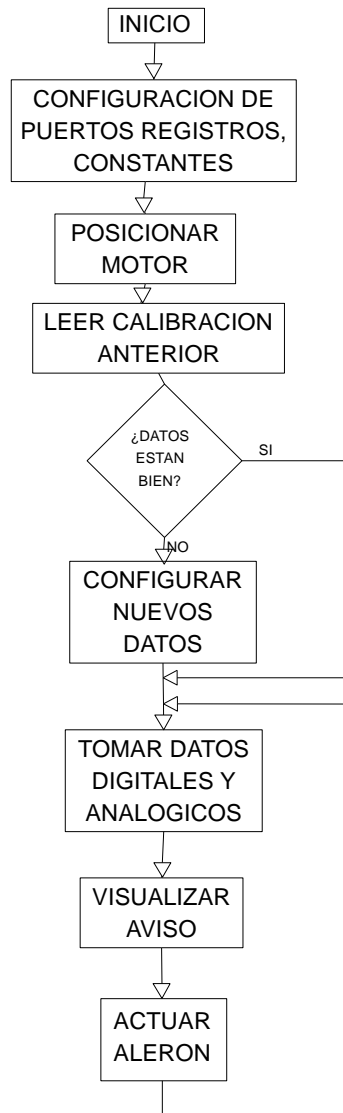 INICIO
CONFIGURACION DE
PUERTOS REGISTROS,
CONSTANTES
POSICIONAR
MOTOR
LEER CALIBRACION
ANTERIOR
¿DATOS
ESTAN
BIEN?
SI
NO
CONFIGURAR
NUEVOS
DATOS
TOMAR DATOS
DIGITALES Y
ANALOGICOS
VISUALIZAR
AVISO
ACTUAR
ALERON